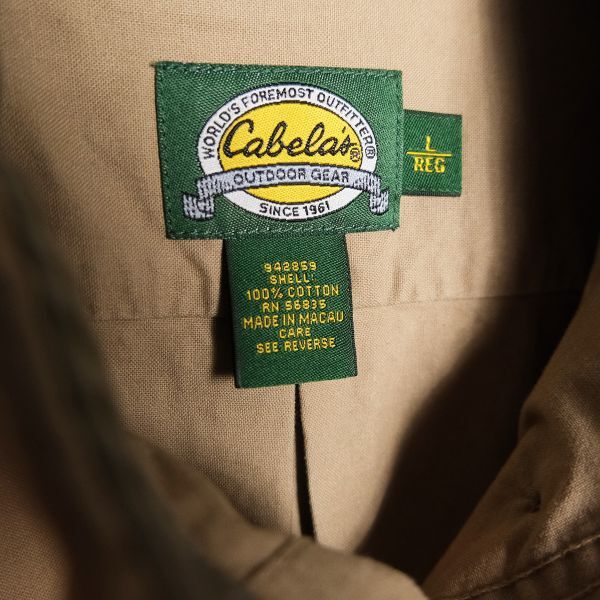 WORLD'S FOREMOST OUTFITTER®
Cabela's®
OUTDOOR GEAR
SINCE 1961
L
REG
942859
SHELL:
100% COTTON
RN 56835
MADE IN MACAU
CARE
SEE REVERSE